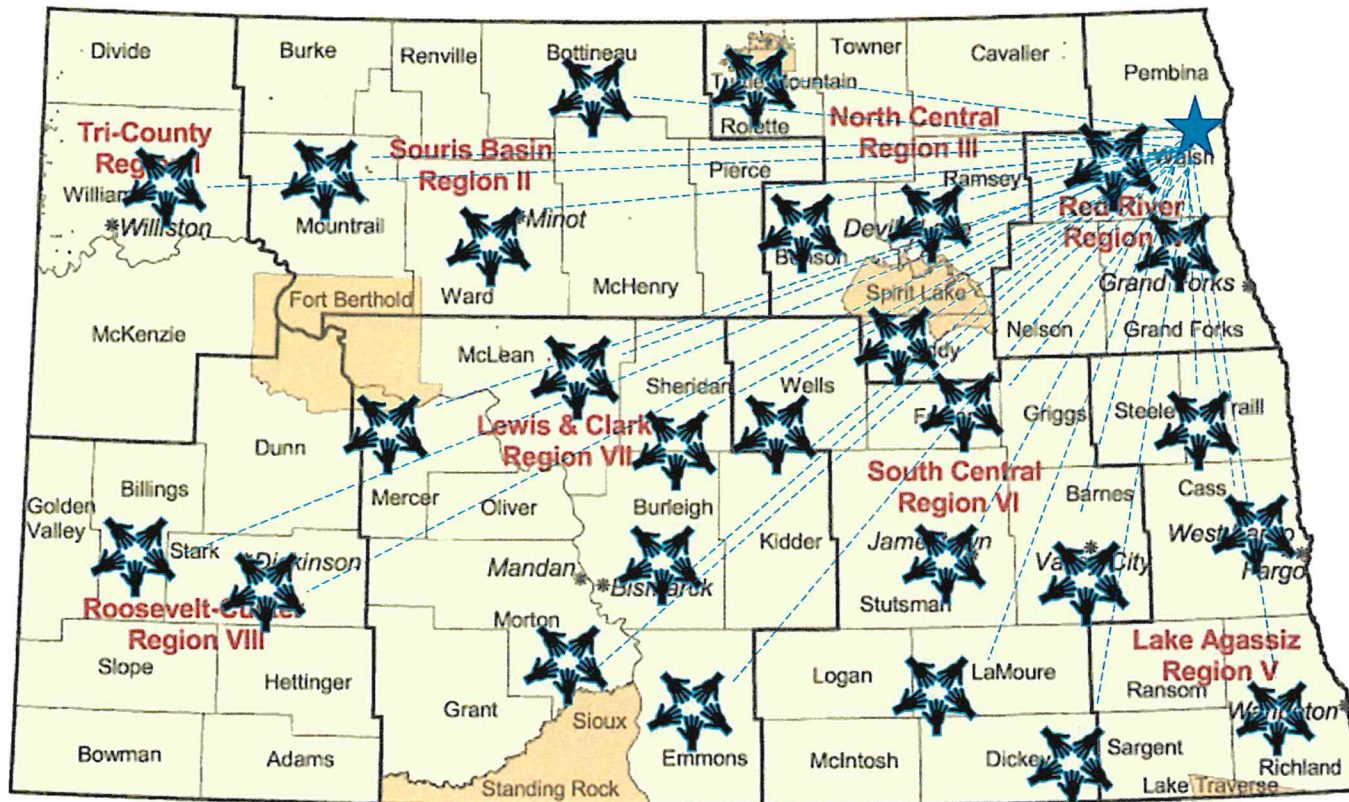 Divide
Burke
Renville
Bottineau
Towner
Cavalier
Pembina
Mountain
Rolette
Tri-County
North Central
Region III
Souris Basin
Region II
Pierce
Ramsey
Walsh
Mountrail
Minot
Williston
Red River
Ward
McHenry
Fort Berthold
Spirit Lake
Grand Forks
Nelson
Grand Forks
McKenzie
McLean
Sheridan
Wells
Griggs
Steele
Dunn
Lewis & Clark
Region VII
South Central
Region VI
Golden
Valley
Billings
Mercer
Oliver
Burleigh
Barnes
Cass
Stark
Kidder
Mandan
Fargo
Stutsman
Region VIII
Morton
Lake Agassiz
Region V
Slope
Hettinger
Grant
Logan
LaMoure
Ransom
Sioux
Bowman
Adams
Emmons
McIntosh
Dickey
Sargent
Richland
Standing Rock
Lake Traverse